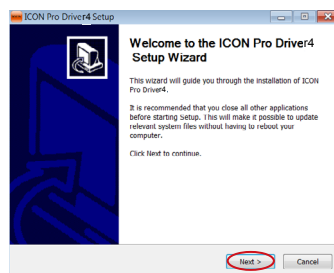 ICON Pro Driver4 Setup
Welcome to the ICON Pro Driver4
Setup Wizard
This wizard will guide you through the installation of ICON
Pro Driver4.
It is recommended that you close all other applications
before starting Setup. This will make it possible to update
relevant system files without having to reboot your
computer.
Click Next to continue.
Next >
Cancel